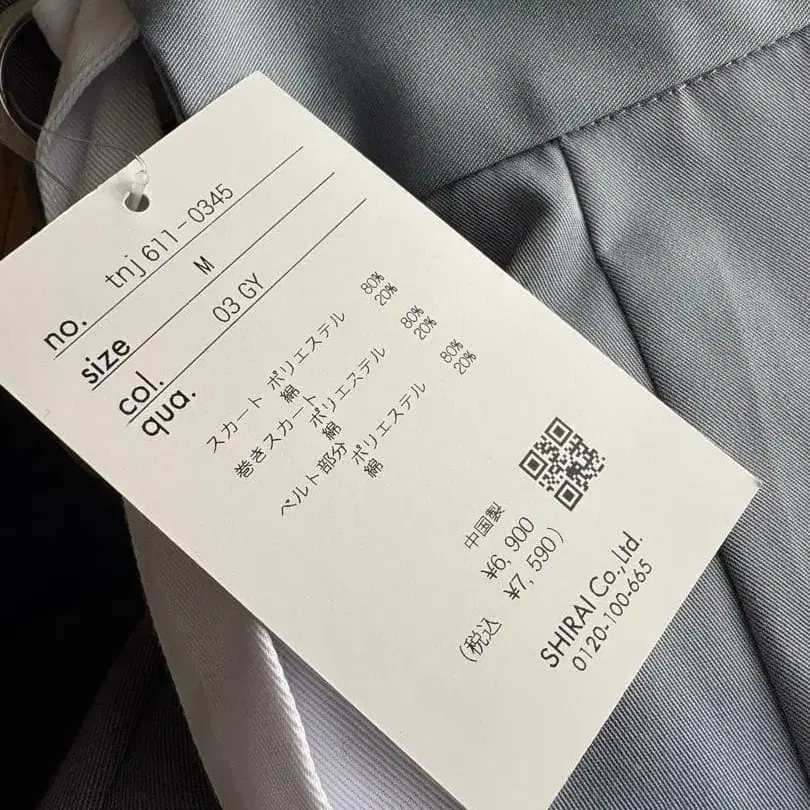 no. tnj 611-0345
size M
col. 03 GY
qua.
スカート ポリエステル 80%
綿 20%
巻きスカート ポリエステル 80%
綿 20%
ベルト部分 ポリエステル 80%
綿 20%
中国製
¥6,900
(税込 ¥7,590)
SHIRAI Co.,Ltd.
0120-100-665